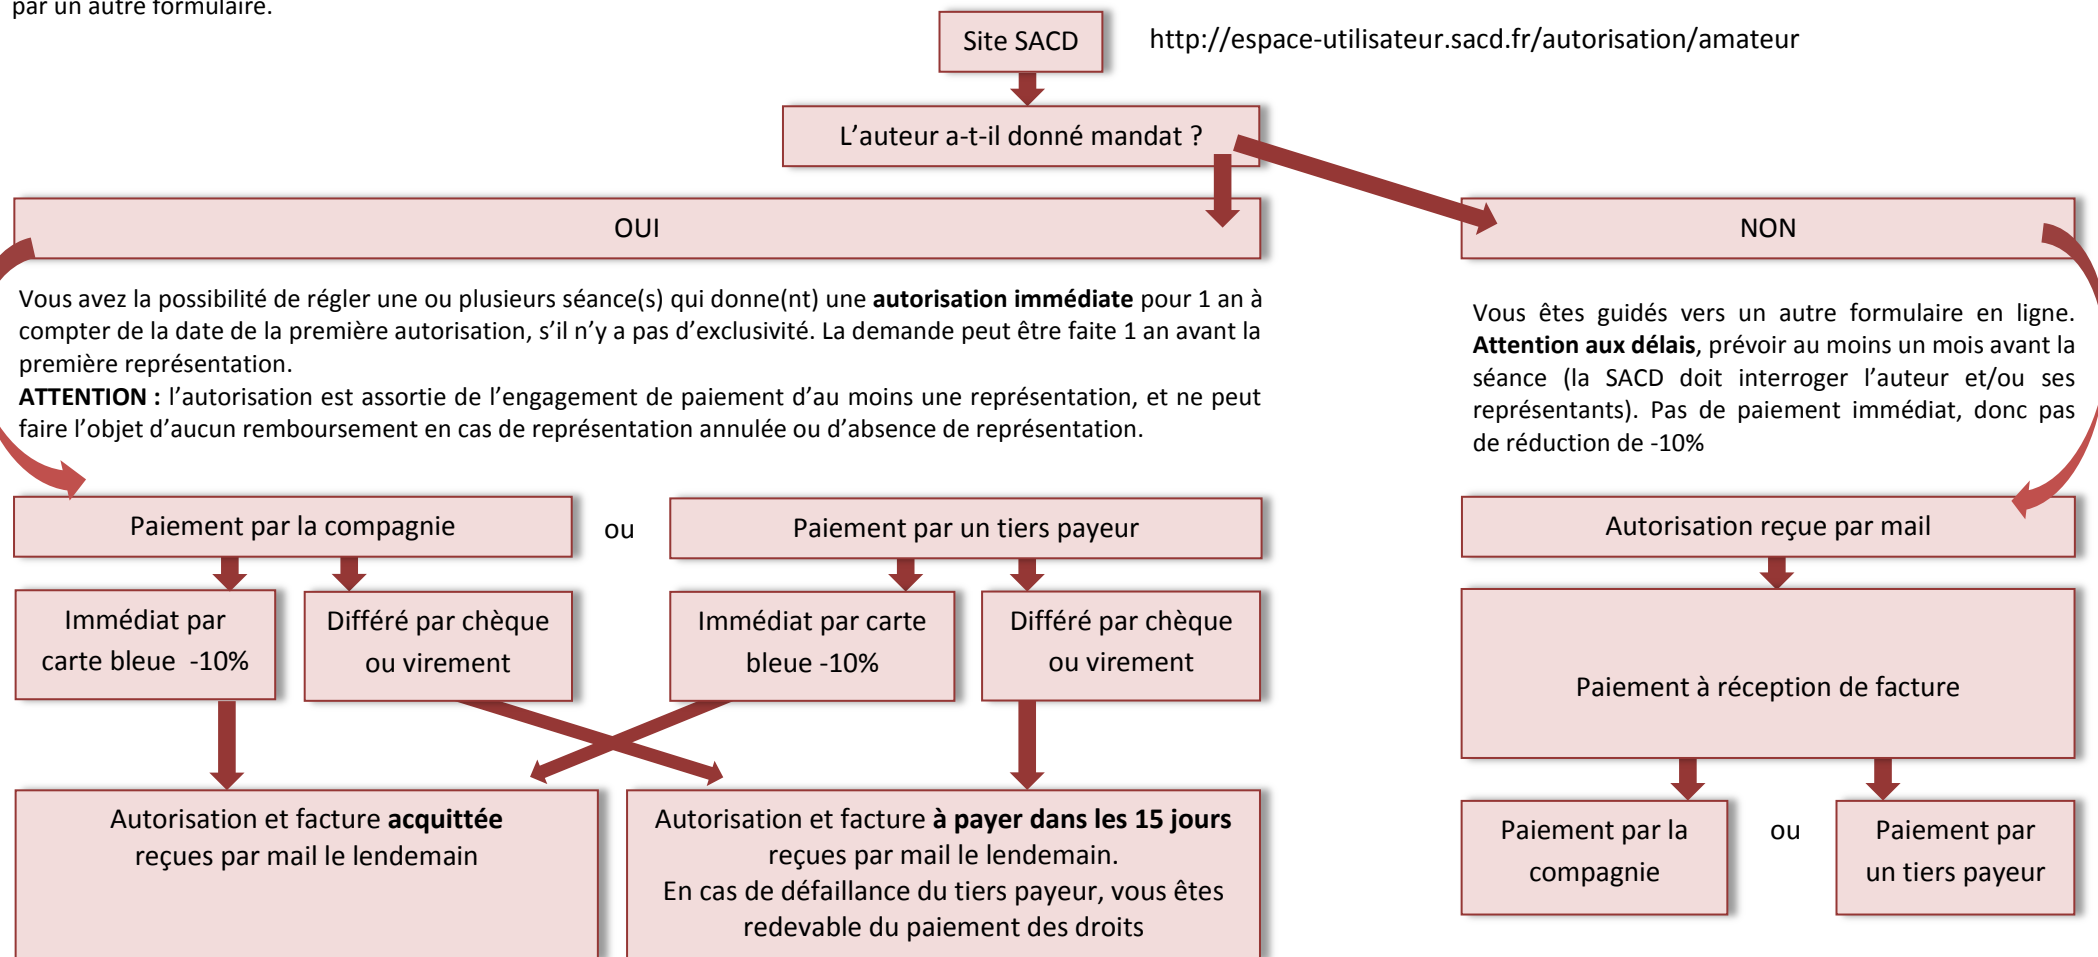 par un autre formulaire.
Site SACD
http://espace-utilisateur.sacd.fr/autorisation/amateur
L’auteur a-t-il donné mandat ?
OUI
NON
Vous avez la possibilité de régler une ou plusieurs séance(s) qui donne(nt) une autorisation immédiate pour 1 an à
compter de la date de la première autorisation, s’il n’y a pas d’exclusivité. La demande peut être faite 1 an avant la
première représentation.
ATTENTION : l’autorisation est assortie de l’engagement de paiement d’au moins une représentation, et ne peut
faire l’objet d’aucun remboursement en cas de représentation annulée ou d’absence de représentation.
Vous êtes guidés vers un autre formulaire en ligne.
Attention aux délais, prévoir au moins un mois avant la
séance (la SACD doit interroger l’auteur et/ou ses
représentants). Pas de paiement immédiat, donc pas
de réduction de -10%
Paiement par la compagnie
ou
Paiement par un tiers payeur
Autorisation reçue par mail
Immédiat par
carte bleue -10%
Différé par chèque
ou virement
Immédiat par carte
bleue -10%
Différé par chèque
ou virement
Paiement à réception de facture
Autorisation et facture acquittée
reçues par mail le lendemain
Autorisation et facture à payer dans les 15 jours
reçues par mail le lendemain.
En cas de défaillance du tiers payeur, vous êtes
redevable du paiement des droits
Paiement par la
compagnie
ou
Paiement par
un tiers payeur